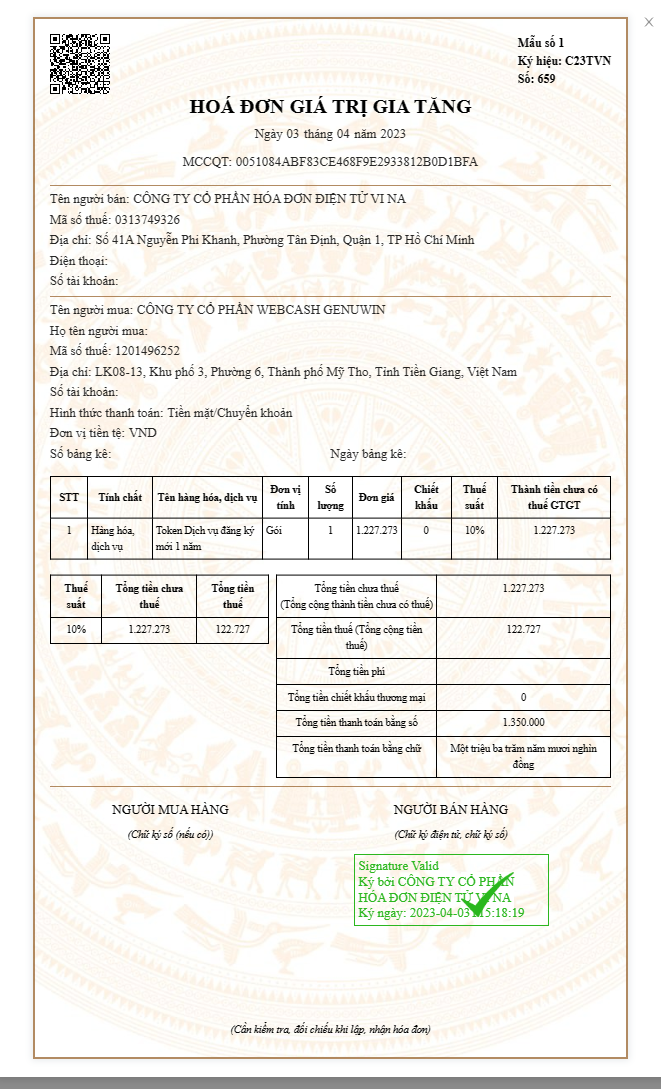 Mẫu số 1
Ký hiệu: C23TVN
Số: 659
HOÁ ĐƠN GIÁ TRỊ GIA TĂNG
Ngày 03 tháng 04 năm 2023
MCCQT: 0051084ABF83CE468F9E2933812B0D1BFA
Tên người bán: CÔNG TY CỔ PHẦN HÓA ĐƠN ĐIỆN TỬ VI NA
Mã số thuế: 0313749326
Địa chỉ: Số 41A Nguyễn Phi Khanh, Phường Tân Định, Quận 1, TP Hồ Chí Minh
Điện thoại:
Số tài khoản:
Tên người mua: CÔNG TY CỔ PHẦN WEBCASH GENUWIN
Họ tên người mua:
Mã số thuế: 1201496252
Địa chỉ: LK08-13, Khu phố 3, Phường 6, Thành phố Mỹ Tho, Tỉnh Tiền Giang, Việt Nam
Số tài khoản:
Hình thức thanh toán: Tiền mặt/Chuyển khoản
Đơn vị tiền tệ: VND
Số bảng kê: Ngày bảng kê:
STT Tính chất Tên hàng hóa, dịch vụ Đơn vị tính Số lượng Đơn giá Chiết khấu Thuế suất Thành tiền chưa có thuế GTGT
1 Hàng hóa, dịch vụ Token Dịch vụ đăng ký mới 1 năm Gói 1 1.227.273 0 10% 1.227.273
Thuế suất Tổng tiền chưa thuế Tổng tiền thuế
10% 1.227.273 122.727
Tổng tiền chưa thuế (Tổng cộng thành tiền chưa có thuế) 1.227.273
Tổng tiền thuế (Tổng cộng tiền thuế) 122.727
Tổng tiền phí
Tổng tiền chiết khấu thương mại 0
Tổng tiền thanh toán bằng số 1.350.000
Tổng tiền thanh toán bằng chữ Một triệu ba trăm năm mươi nghìn đồng
NGƯỜI MUA HÀNG NGƯỜI BÁN HÀNG
(Chữ ký số (nếu có)) (Chữ ký điện tử, chữ ký số)
Signature Valid
Ký bởi CÔNG TY CỔ PHẦN
HÓA ĐƠN ĐIỆN TỬ VI NA
Ký ngày: 2023-04-03T15:18:19
(Cần kiểm tra, đối chiếu khi lập, nhận hóa đơn)